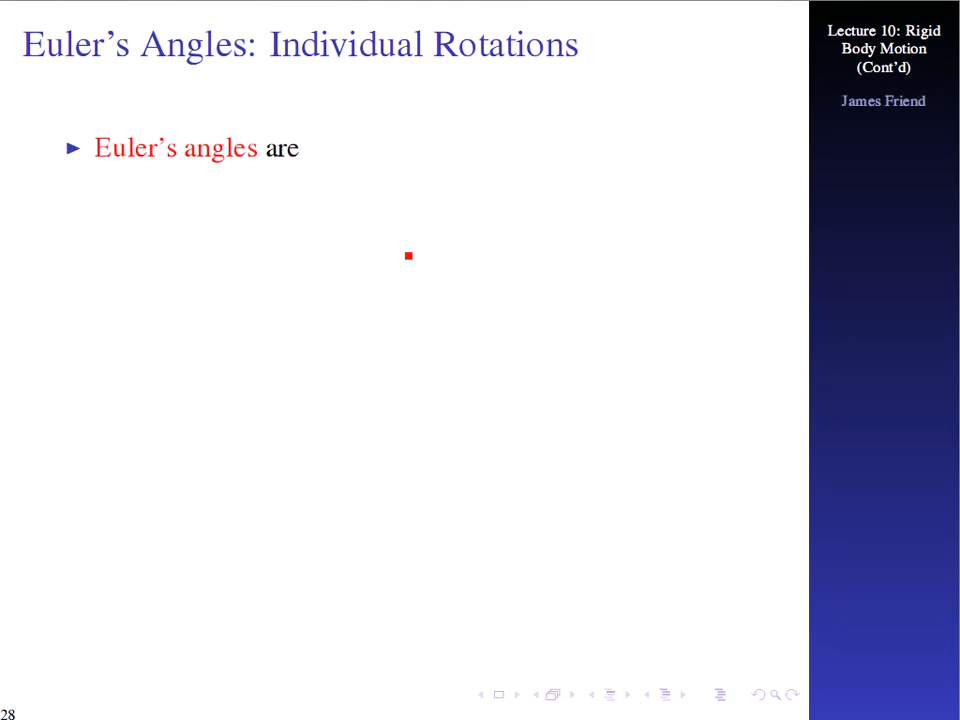 Euler’s Angles: Individual Rotations
Euler’s angles are
Lecture 10: Rigid
Body Motion
(Cont’d)
James Friend
28